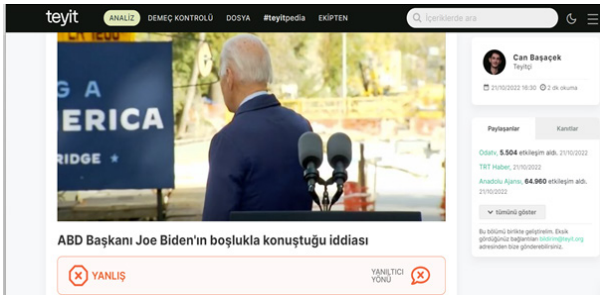 teyit ANALİZ DEMEÇ KONTROLÜ DOSYA #teyitpedia EKİPTEN İçeriklerde ara
G A
ERICA
RIDGE
Can Başaçek
Teyitçi
21/10/2022 16:30 2 dk okuma
Paylaşanlar Kanıtlar
Odatv, 5.504 etkileşim aldı. 21/10/2022
TRT Haber, 21/10/2022
Anadolu Ajansı, 64.960 etkileşim aldı.
21/10/2022
tümünü göster
Bu bölümü birlikte geliştirelim. Eksik
gördüğünüz bağlantıları bildirim@teyit.org
adresinden bize gönderebilirsiniz.
ABD Başkanı Joe Biden'ın boşlukla konuştuğu iddiası
YANLIŞ
YANILTICI
YÖNÜ